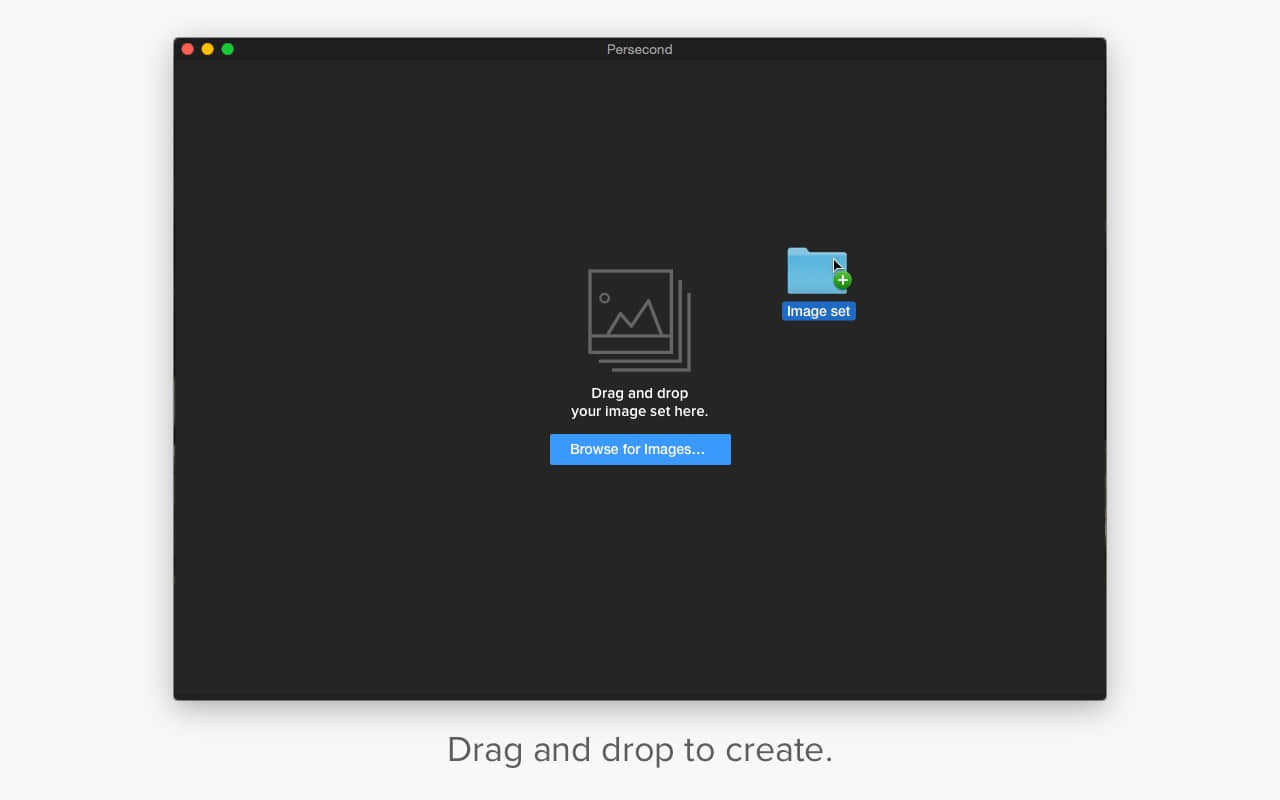 Persecond
Image set
Drag and drop
your image set here.
Browse for Images...
Drag and drop to create.